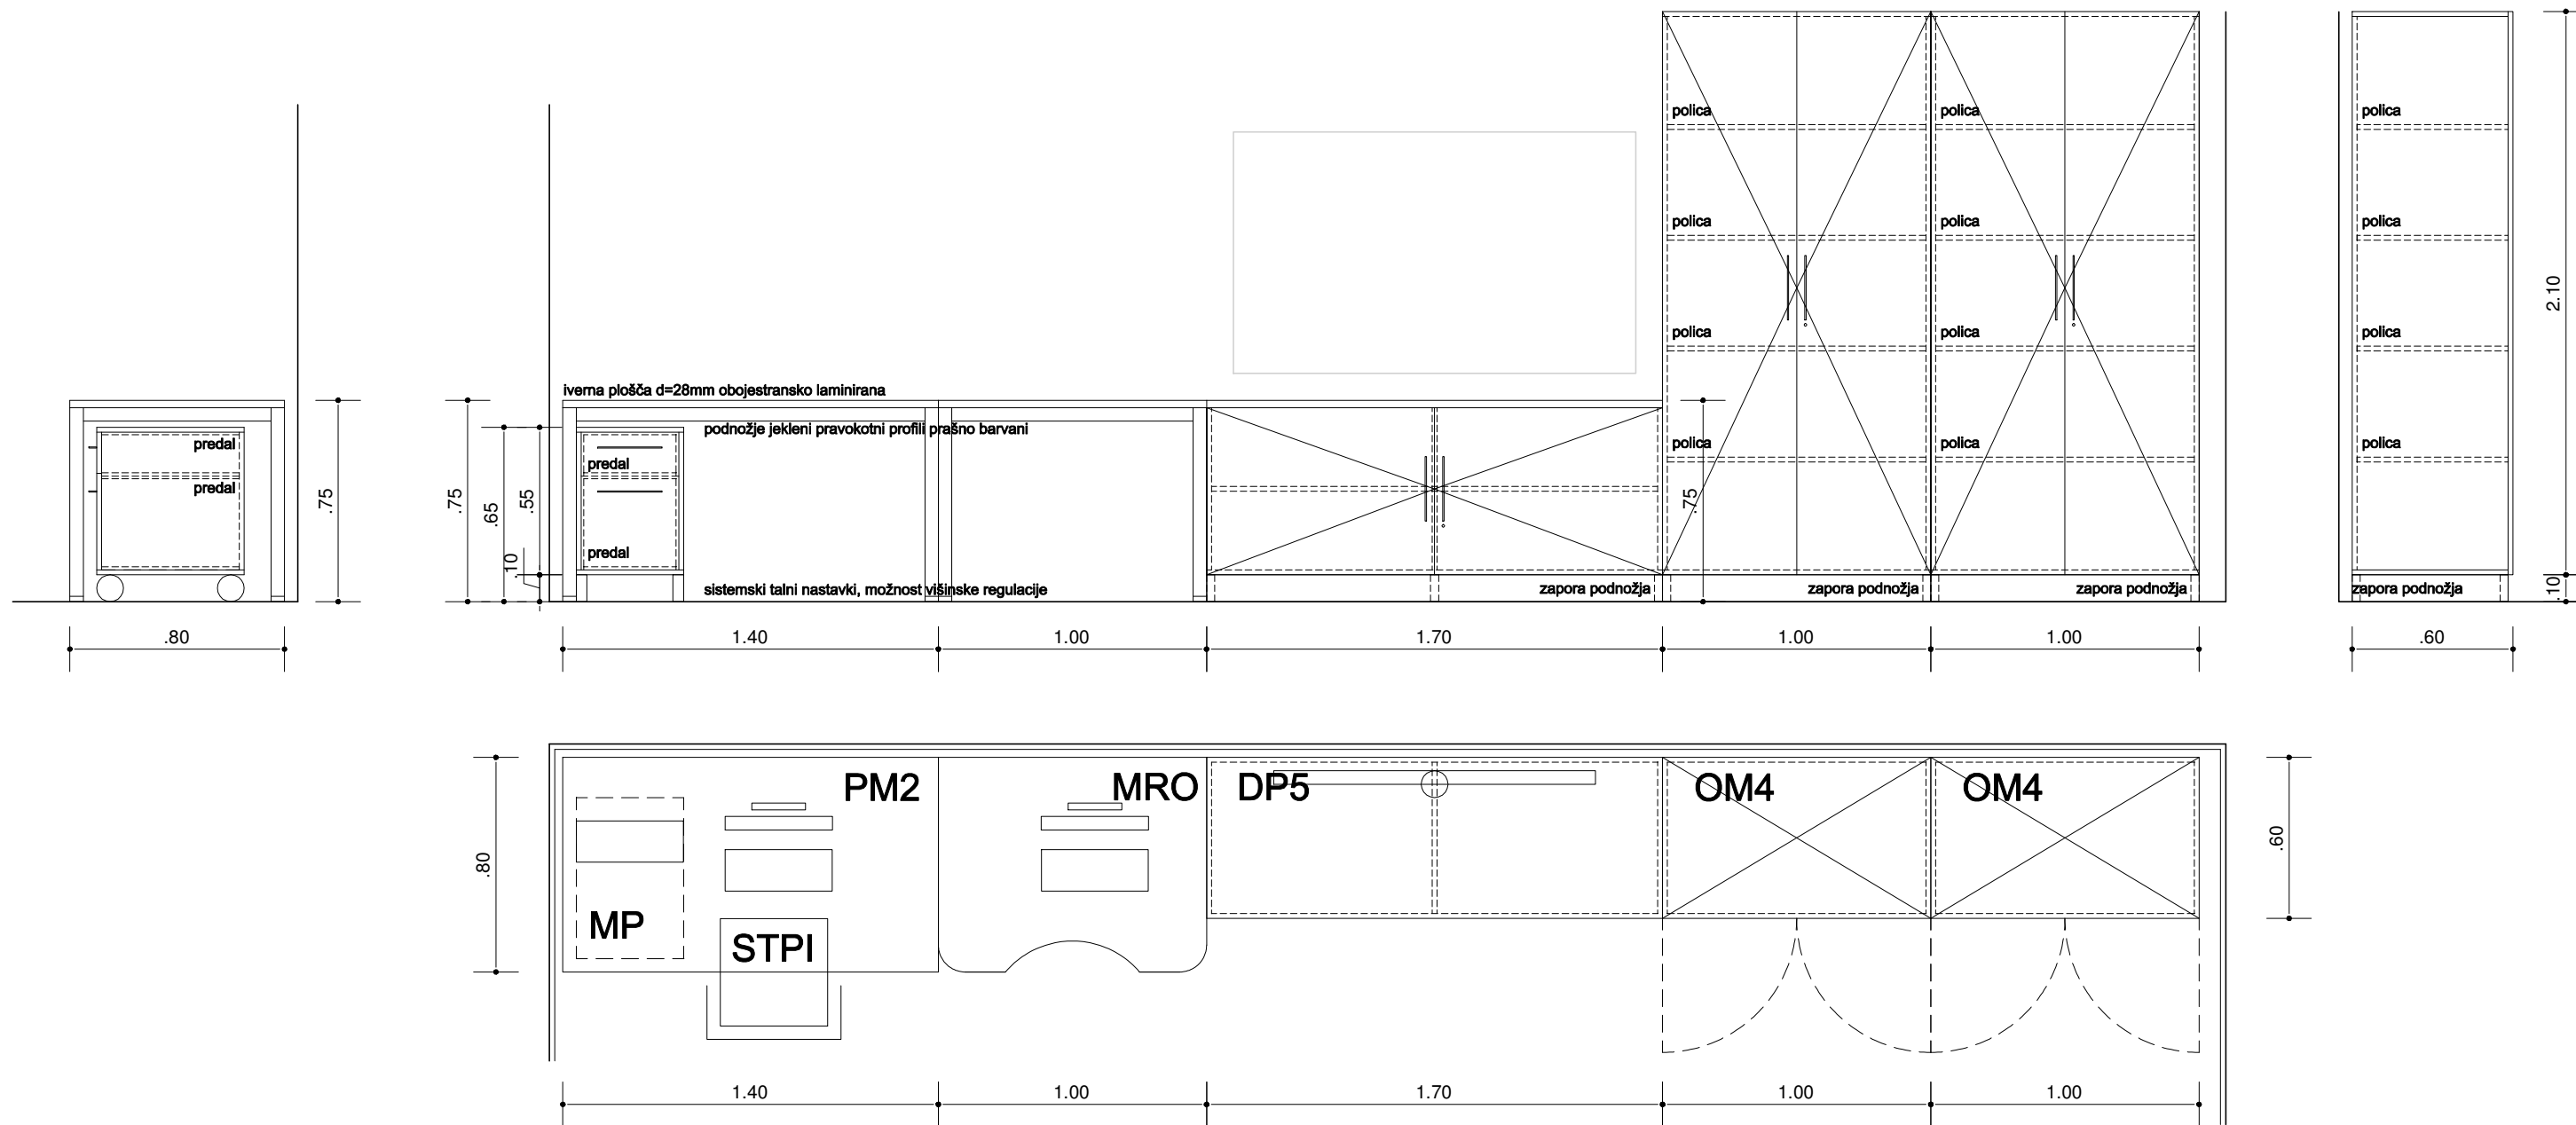 polica
polica
polica
2.10
polica
polica
polica
polica
polica
polica
iverna plošča d=28mm obojestransko laminirana
podnožje jekleni pravokotni profili prašno barvani
polica
polica
polica
predal
predal
predal
.75
.75
.65
.55
.75
.10
predal
sistemski talni nastavki, možnost višinske regulacije
zapora podnožja
zapora podnožja
zapora podnožja
zapora podnožja
.10
.80
1.40
1.00
1.70
1.00
1.00
.60
PM2
MRO
DP5
OM4
OM4
.80
.60
MP
STPI
1.40
1.00
1.70
1.00
1.00